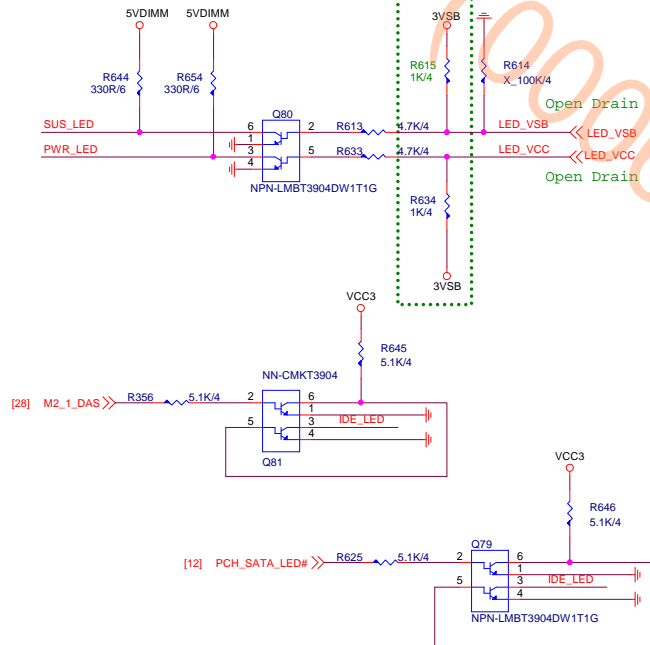 5VDIMM 5VDIMM 3VSB
R644
330R/6
R654
330R/6
R615
1K/4
R614
X_100K/4
Open Drain
Q80
SUS_LED 6 2 R613 4.7K/4 LED_VSB LED_VSB
1
PWR_LED 3 5 R633 4.7K/4 LED_VCC LED_VCC
4
Open Drain
NPN-LMBT3904DW1T1G
R634
1K/4
3VSB
VCC3
R645
5.1K/4
NN-CMKT3904
[28] M2_1_DAS R356 5.1K/4 2 6
1
5 3 IDE_LED
4
Q81
VCC3
R646
5.1K/4
Q79
[12] PCH_SATA_LED# R625 5.1K/4 2 6
1
5 3 IDE_LED
4
NPN-LMBT3904DW1T1G